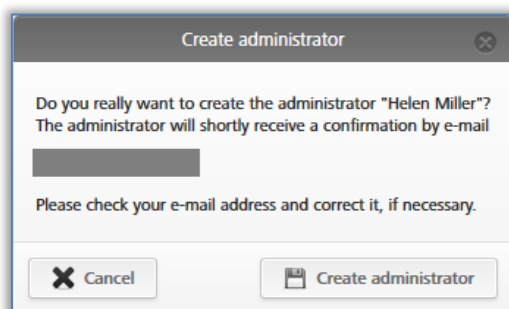 Create administrator
Do you really want to create the administrator "Helen Miller"?
The administrator will shortly receive a confirmation by e-mail
Please check your e-mail address and correct it, if necessary.
Cancel
Create administrator